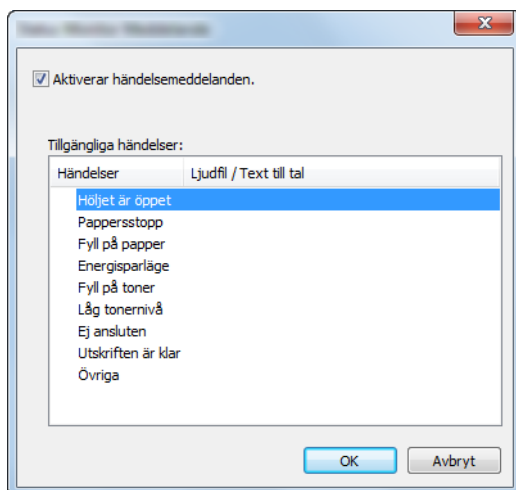 Aktiverar händelsemeddelanden.
Tillgängliga händelser:
Händelser Ljudfil / Text till tal
Höljet är öppet
Pappersstopp
Fyll på papper
Energisparläge
Fyll på toner
Låg tonernivå
Ej ansluten
Utskriften är klar
Övriga
OK Avbryt